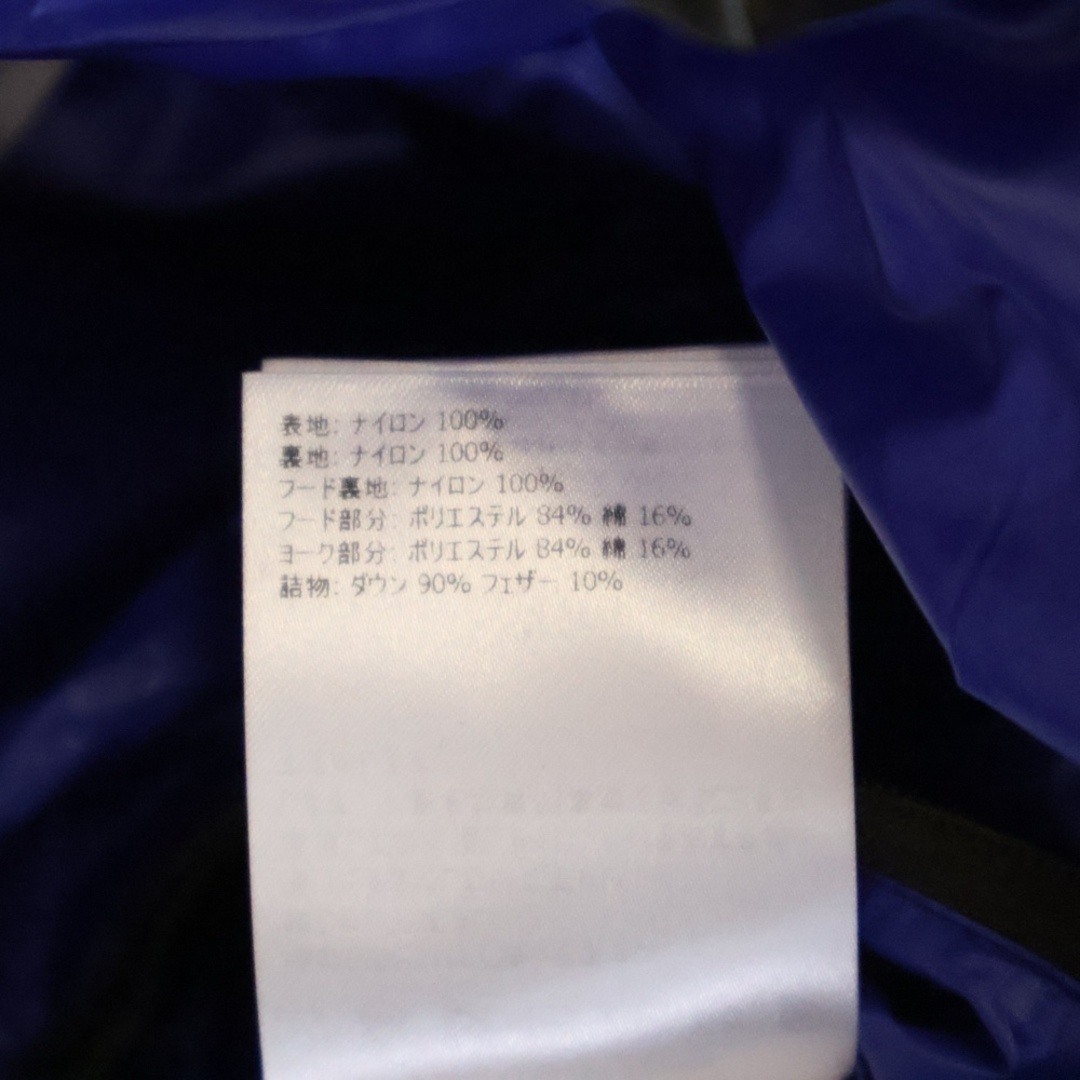 表地: ナイロン 100%
裏地: ナイロン 100%
フード裏地: ナイロン 100%
フード部分: ポリエステル 84% 綿 16%
ヨーク部分: ポリエステル 84% 綿 16%
詰物: ダウン 90% フェザー 10%